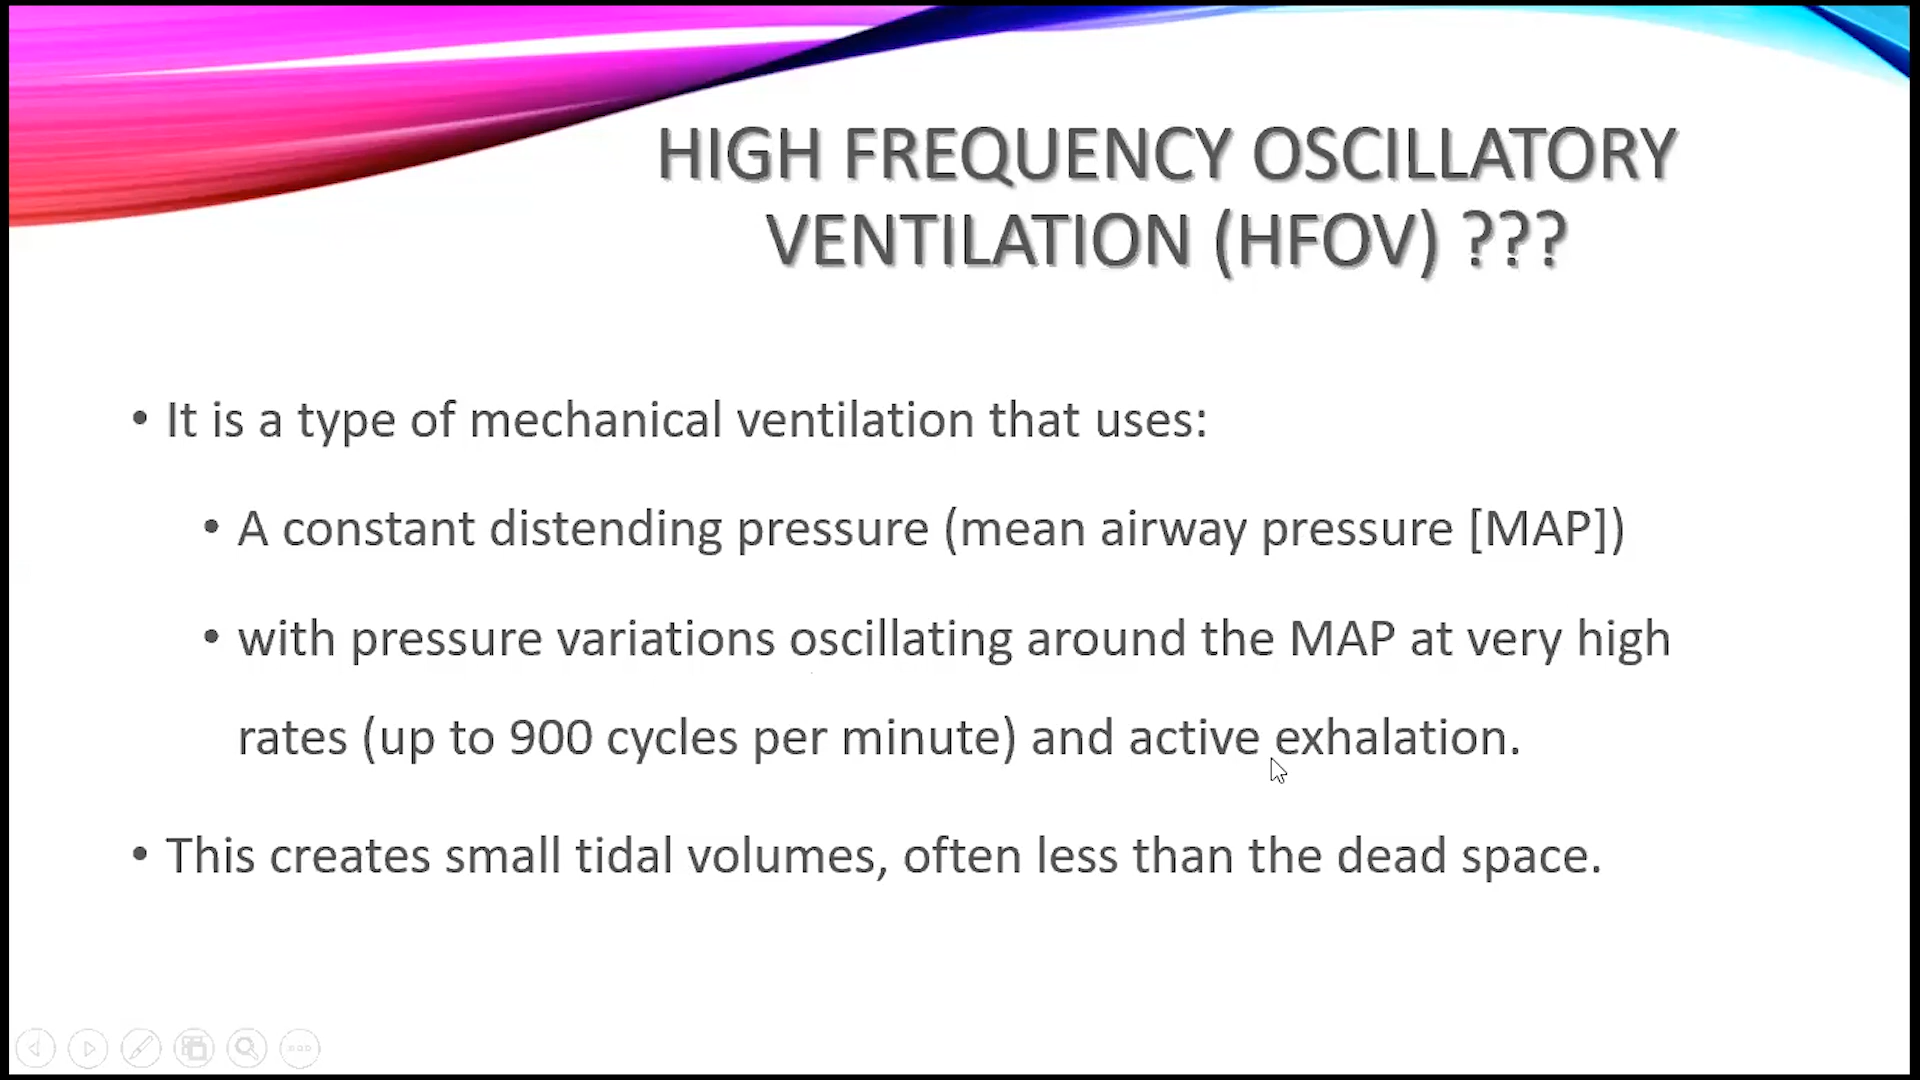 HIGH FREQUENCY OSCILLATORY
VENTILATION (HFOV) ???
• It is a type of mechanical ventilation that uses:
• A constant distending pressure (mean airway pressure [MAP])
• with pressure variations oscillating around the MAP at very high
rates (up to 900 cycles per minute) and active exhalation.
• This creates small tidal volumes, often less than the dead space.